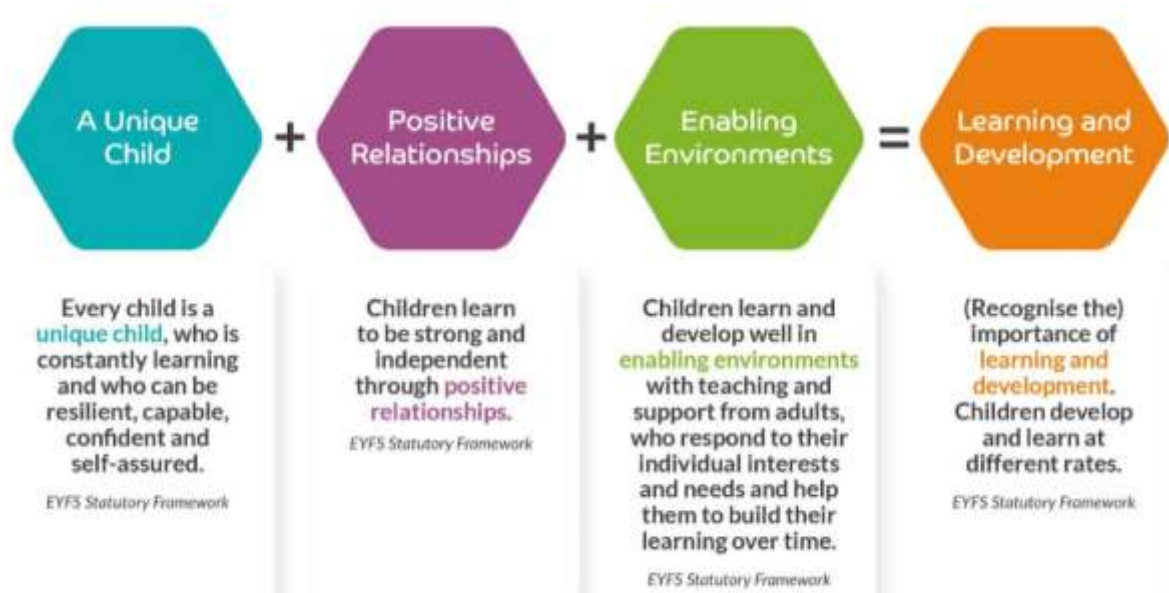 A Unique
Child
+
Positive
Relationships
+
Enabling
Environments
=
Learning and
Development
Every child is a
unique child, who is
constantly learning
and who can be
resilient, capable,
confident and
self-assured.
EYFS Statutory Framework
Children learn
to be strong and
independent
through positive
relationships.
EYFS Statutory Framework
Children learn and
develop well in
enabling environments
with teaching and
support from adults,
who respond to their
individual interests
and needs and help
them to build their
learning over time.
EYFS Statutory Framework
(Recognise the)
importance of
learning and
development.
Children develop
and learn at
different rates.
EYFS Statutory Framework